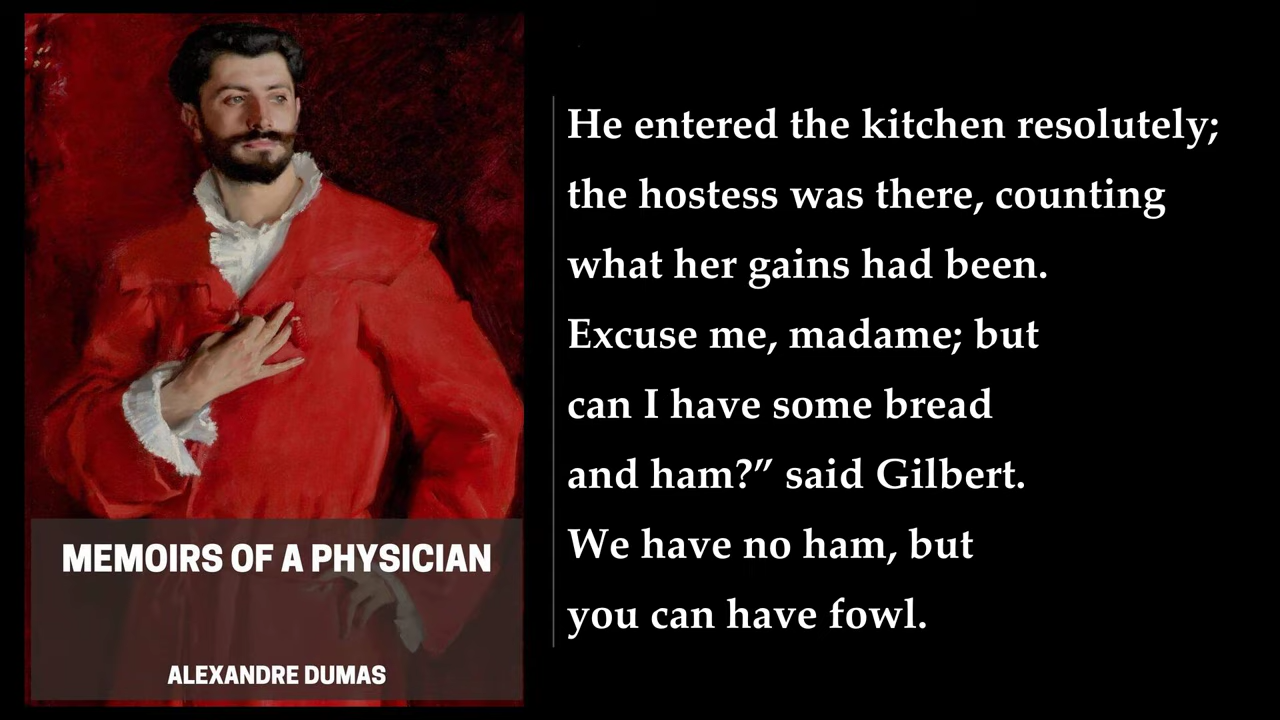 MEMOIRS OF A PHYSICIAN
ALEXANDRE DUMAS
He entered the kitchen resolutely;
the hostess was there, counting
what her gains had been.
Excuse me, madame; but
can I have some bread
and ham?” said Gilbert.
We have no ham, but
you can have fowl.